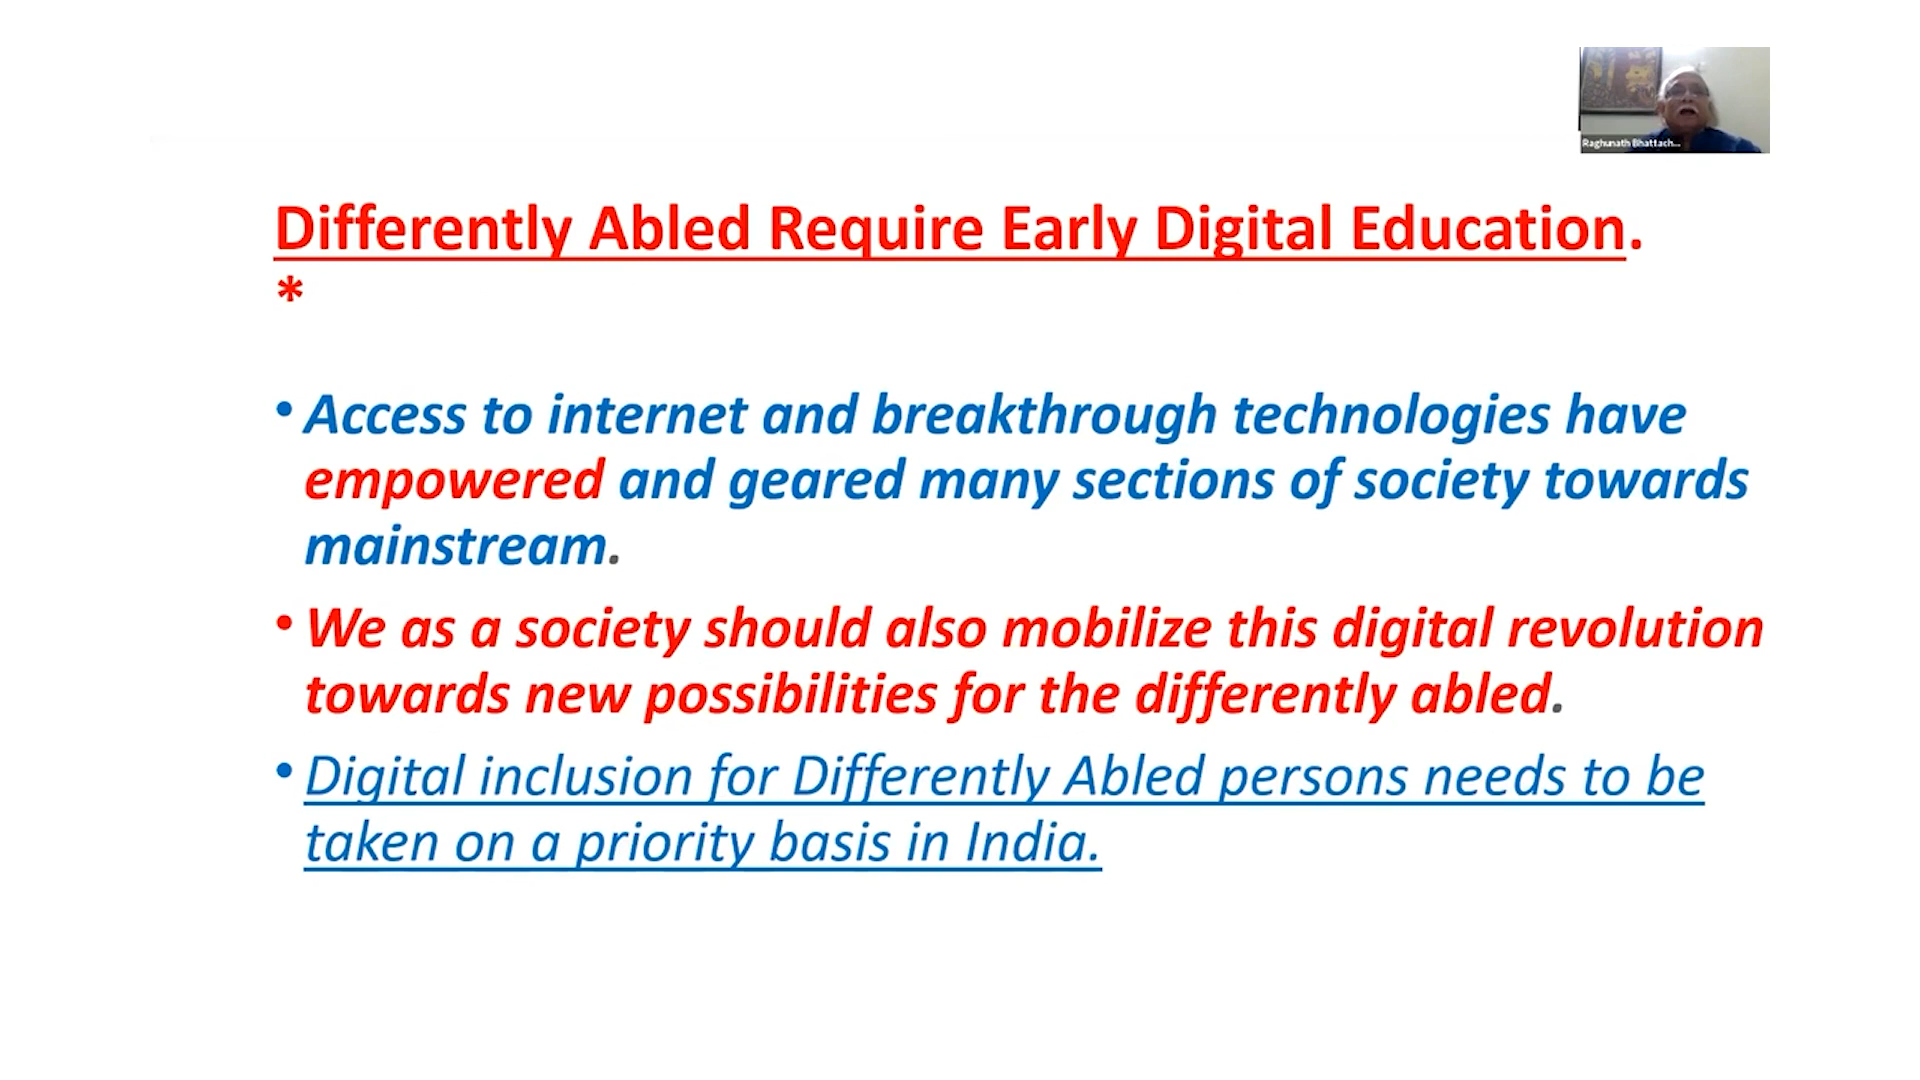 Raghunath Bhattach...
Differently Abled Require Early Digital Education.
*
• Access to internet and breakthrough technologies have
empowered and geared many sections of society towards
mainstream.
• We as a society should also mobilize this digital revolution
towards new possibilities for the differently abled.
• Digital inclusion for Differently Abled persons needs to be
taken on a priority basis in India.